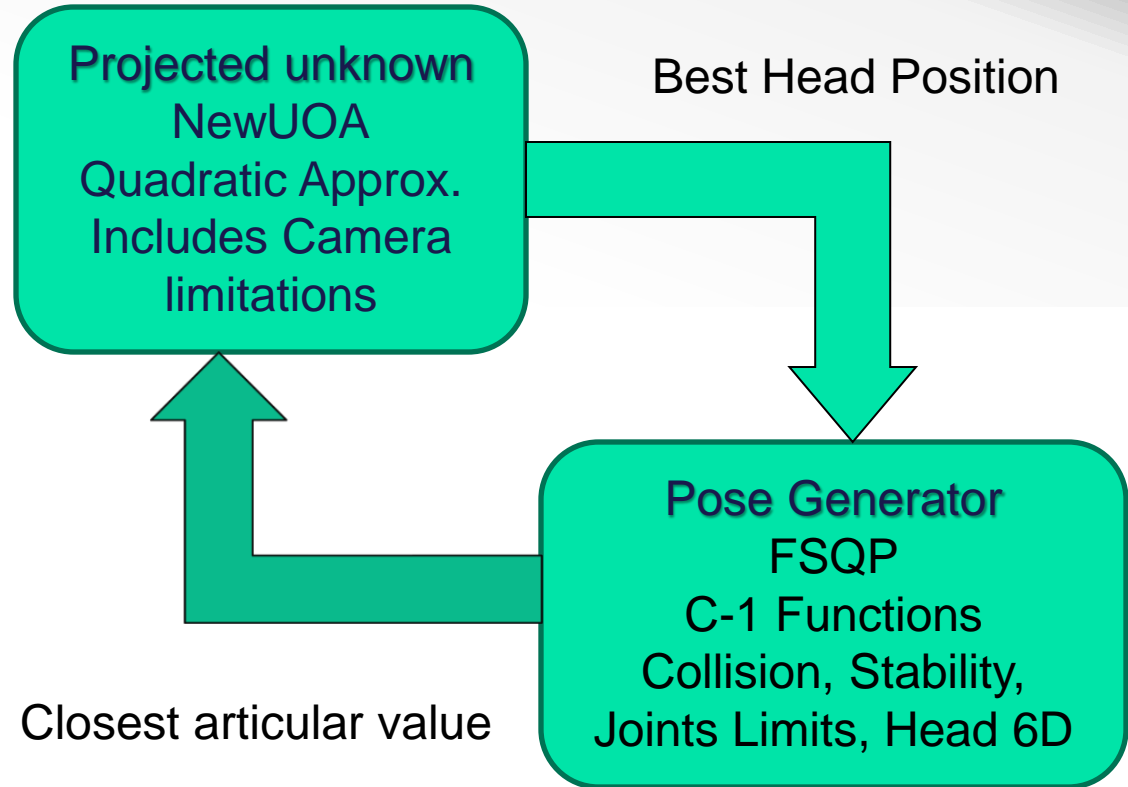 Projected unknown
NewUOA
Quadratic Approx.
Includes Camera
limitations
Best Head Position
Pose Generator
FSQP
C-1 Functions
Collision, Stability,
Joints Limits, Head 6D
Closest articular value